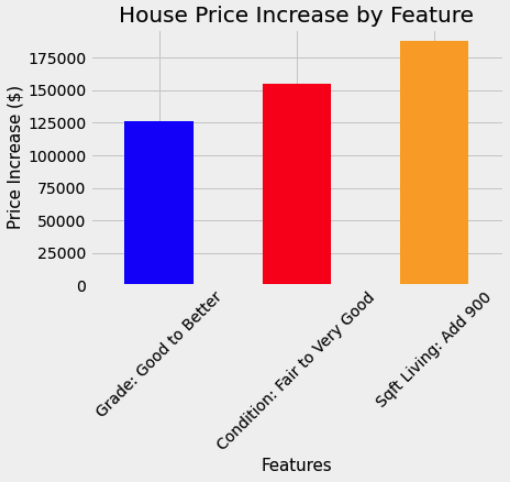 House Price Increase by Feature
Price Increase ($)
175000
150000
125000
100000
75000
50000
25000
0
Grade: Good to Better
Condition: Fair to Very Good
Sqft Living: Add 900
Features